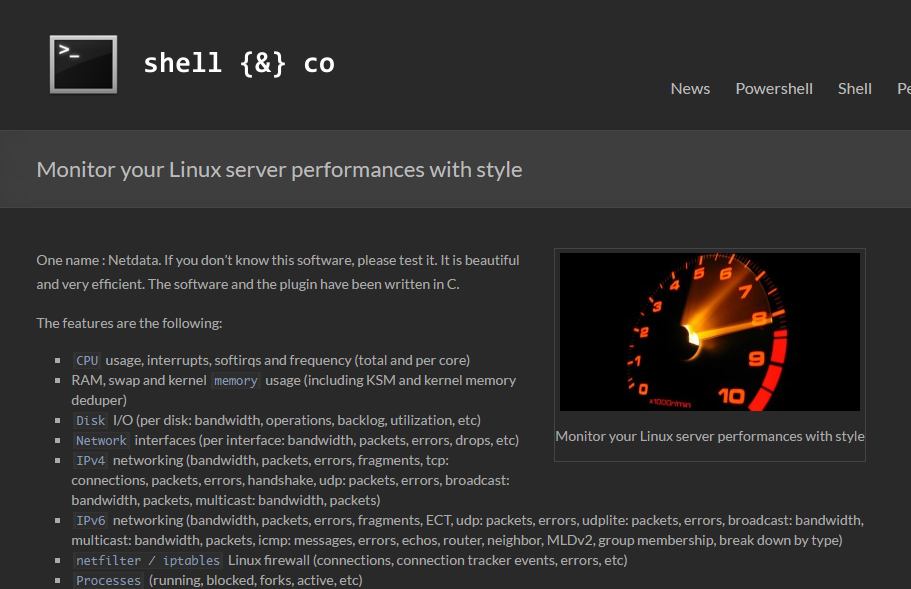 >_
shell {&} co
News Powershell Shell
Monitor your Linux server performances with style
One name : Netdata. If you don't know this software, please test it. It is beautiful
and very efficient. The software and the plugin have been written in C.
The features are the following:
CPU usage, interrupts, softirqs and frequency (total and per core)
RAM, swap and kernel memory usage (including KSM and kernel memory
deduper)
Disk I/O (per disk: bandwidth, operations, backlog, utilization, etc)
Network interfaces (per interface: bandwidth, packets, errors, drops, etc)
IPv4 networking (bandwidth, packets, errors, fragments, tcp:
connections, packets, errors, handshake, udp: packets, errors, broadcast:
bandwidth, packets, multicast: bandwidth, packets)
IPv6 networking (bandwidth, packets, errors, fragments, ECT, udp: packets, errors, udplite: packets, errors, broadcast: bandwidth,
multicast: bandwidth, packets, icmp: messages, errors, echos, router, neighbor, MLDv2, group membership, break down by type)
netfilter / iptables Linux firewall (connections, connection tracker events, errors, etc)
Processes (running, blocked, forks, active, etc)
0
1
2
3
4
5
6
7
8
9
10
x1000r/min
Monitor your Linux server performances with style